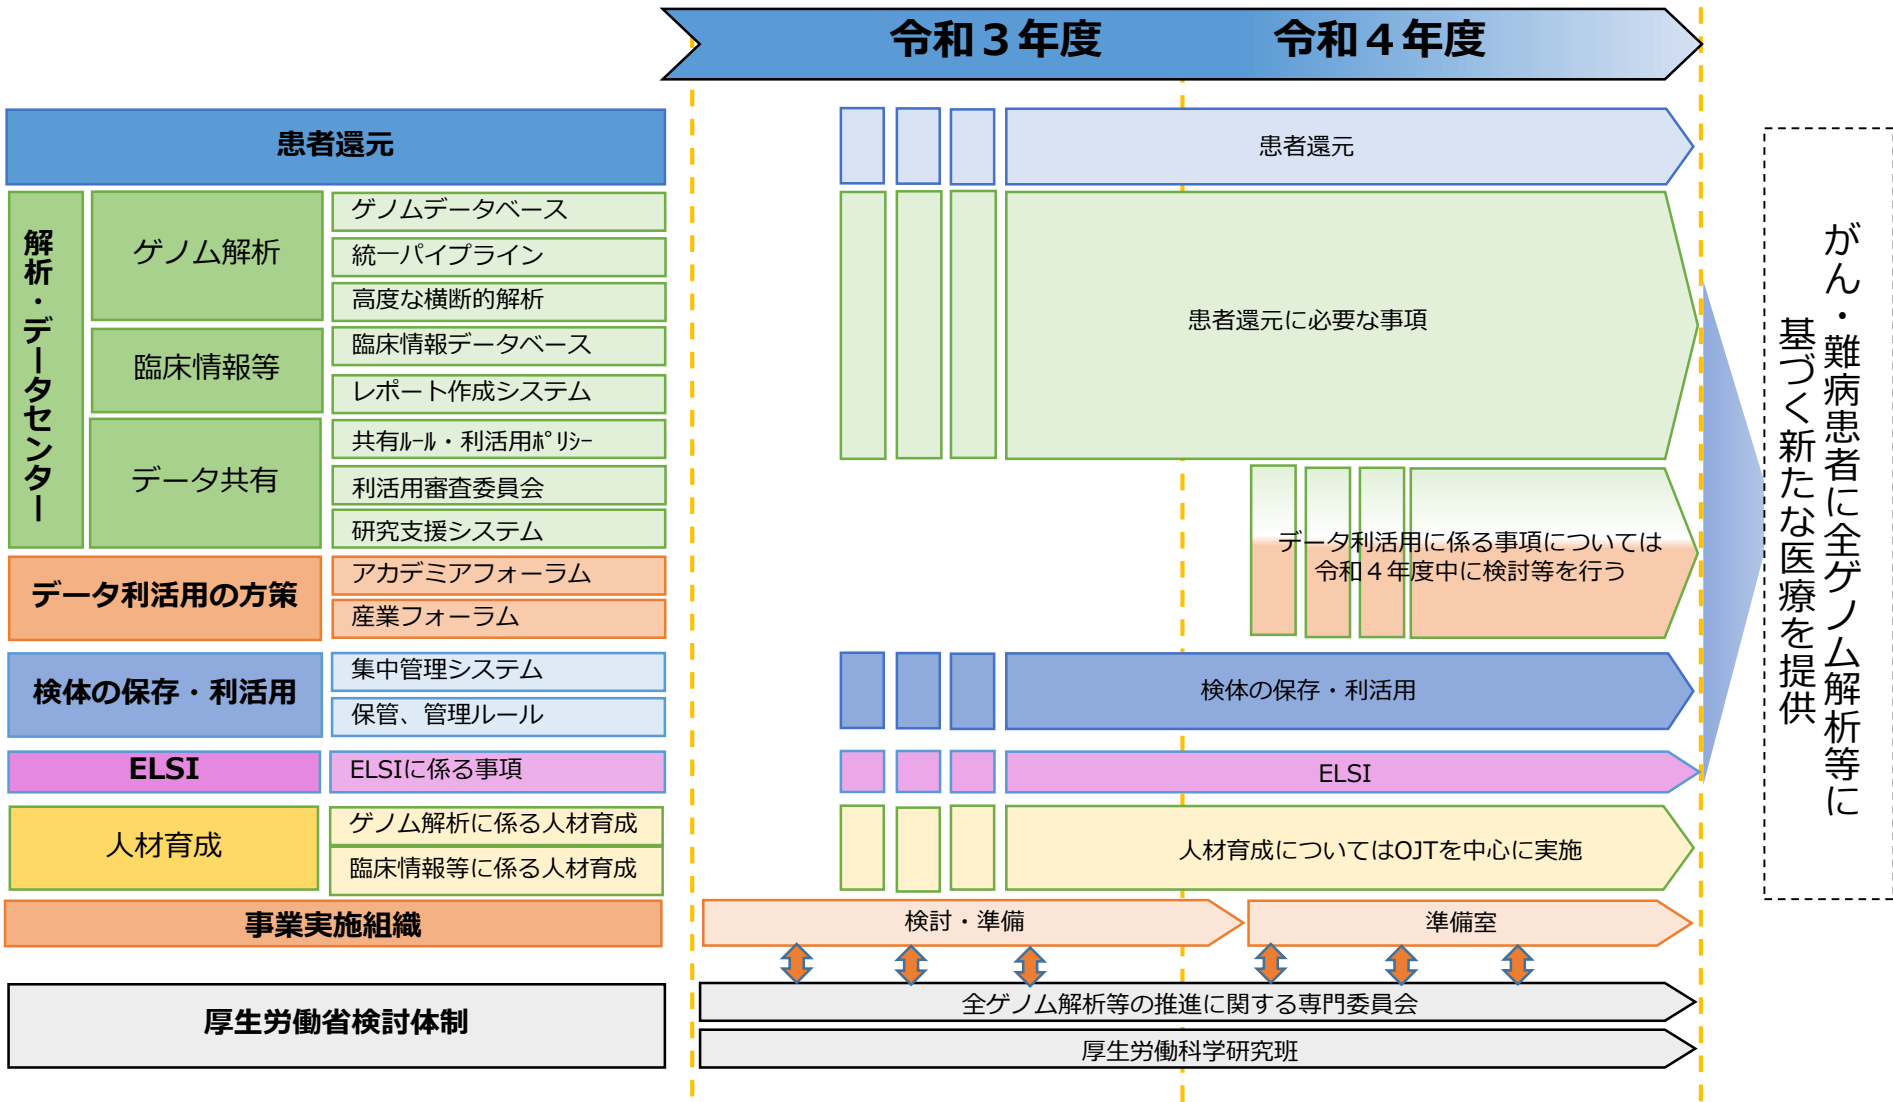 令和３年度
令和４年度
患者還元
患者還元
解析・データセンター
ゲノム解析
ゲノムデータベース
統一パイプライン
高度な横断的解析
臨床情報等
臨床情報データベース
レポート作成システム
データ共有
共有ﾙｰﾙ・利活用ﾎﾟﾘｼｰ
利活用審査委員会
研究支援システム
患者還元に必要な事項
データ利活用の方策
アカデミアフォーラム
産業フォーラム
データ利活用に係る事項については
令和４年度中に検討等を行う
検体の保存・利活用
集中管理システム
保管、管理ルール
検体の保存・利活用
ELSI
ELSIに係る事項
ELSI
人材育成
ゲノム解析に係る人材育成
臨床情報等に係る人材育成
人材育成についてはOJTを中心に実施
事業実施組織
検討・準備
準備室
厚生労働省検討体制
全ゲノム解析等の推進に関する専門委員会
厚生労働科学研究班
がん・難病患者に全ゲノム解析等に
基づく新たな医療を提供